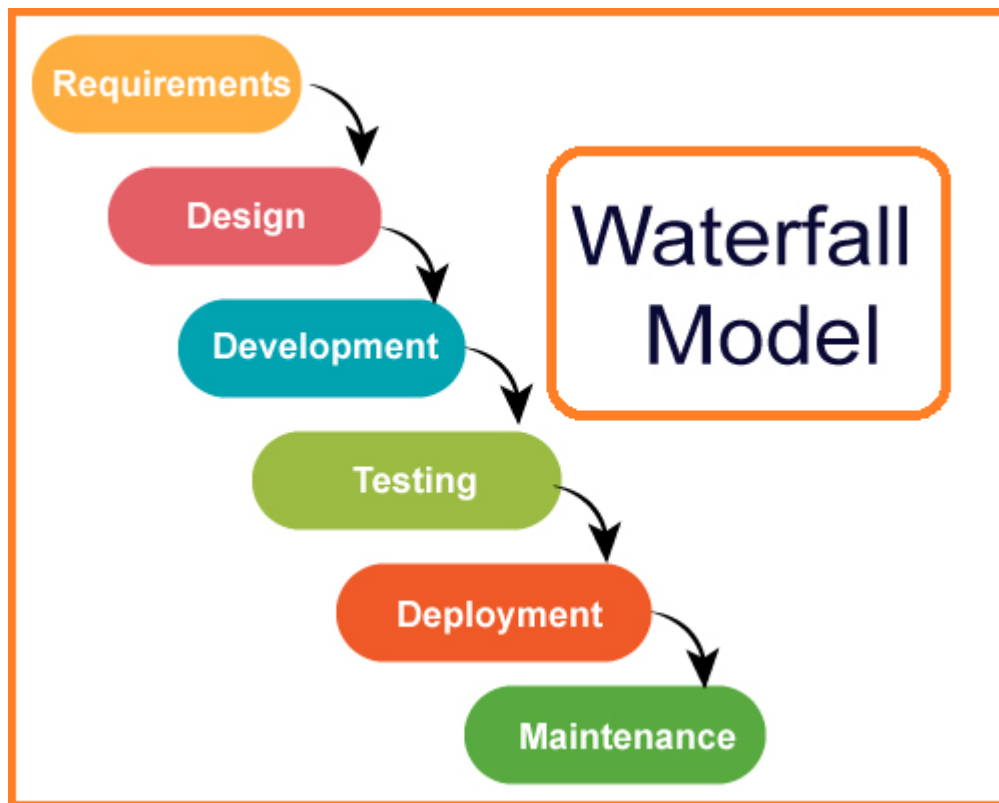 Requirements
Design
Development
Testing
Deployment
Maintenance
Waterfall
Model